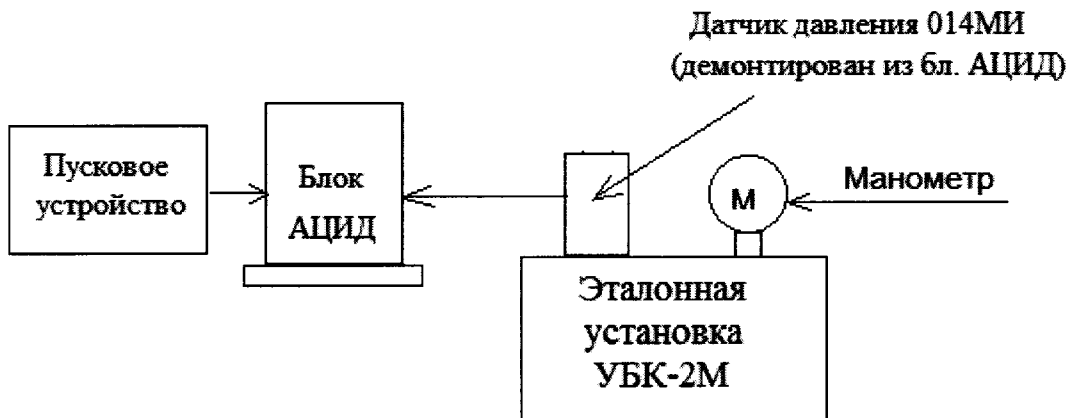 Датчик давления 014МИ
(демонтирован из бл. АЦИД)
Пусковое
устройство
Блок
АЦИД
М
Манометр
Эталонная
установка
УБК-2М